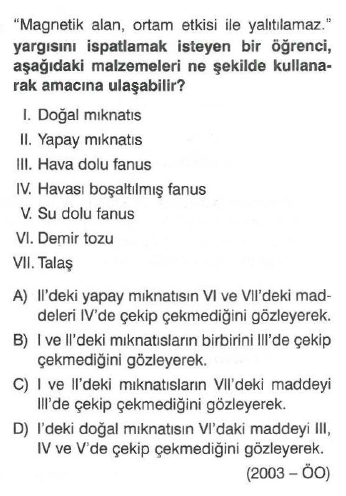 “Magnetik alan, ortam etkisi ile yalıtılamaz.”
yargısını ispatlamak isteyen bir öğrenci,
aşağıdaki malzemeleri ne şekilde kullana-
rak amacına ulaşabilir?
I. Doğal mıknatıs
II. Yapay mıknatıs
III. Hava dolu fanus
IV. Havası boşaltılmış fanus
V. Su dolu fanus
VI. Demir tozu
VII. Talaş
A) II’deki yapay mıknatısın VI ve VII’deki mad-
deleri IV’de çekip çekmediğini gözleyerek.
B) I ve II’deki mıknatısların birbirini III’de çekip
çekmediğini gözleyerek.
C) I ve II’deki mıknatısların VII’deki maddeyi
III’de çekip çekmediğini gözleyerek.
D) I’deki doğal mıknatısın VI’daki maddeyi III,
IV ve V’de çekip çekmediğini gözleyerek.
(2003 – ÖO)